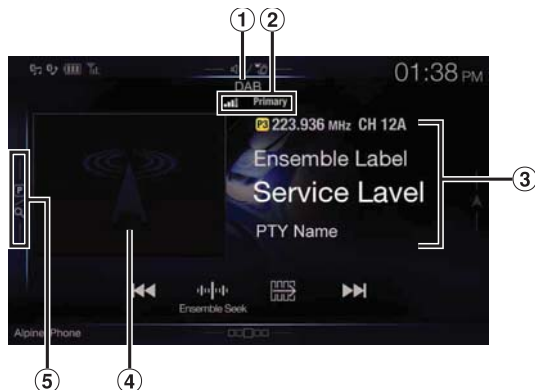 1 2
01:38 PM
DAB
Primary
P3 223.936 MHz CH 12A
Ensemble Label
Service Lavel
PTY Name
3
P
Ensemble Seek
Alpine Phone
5 4